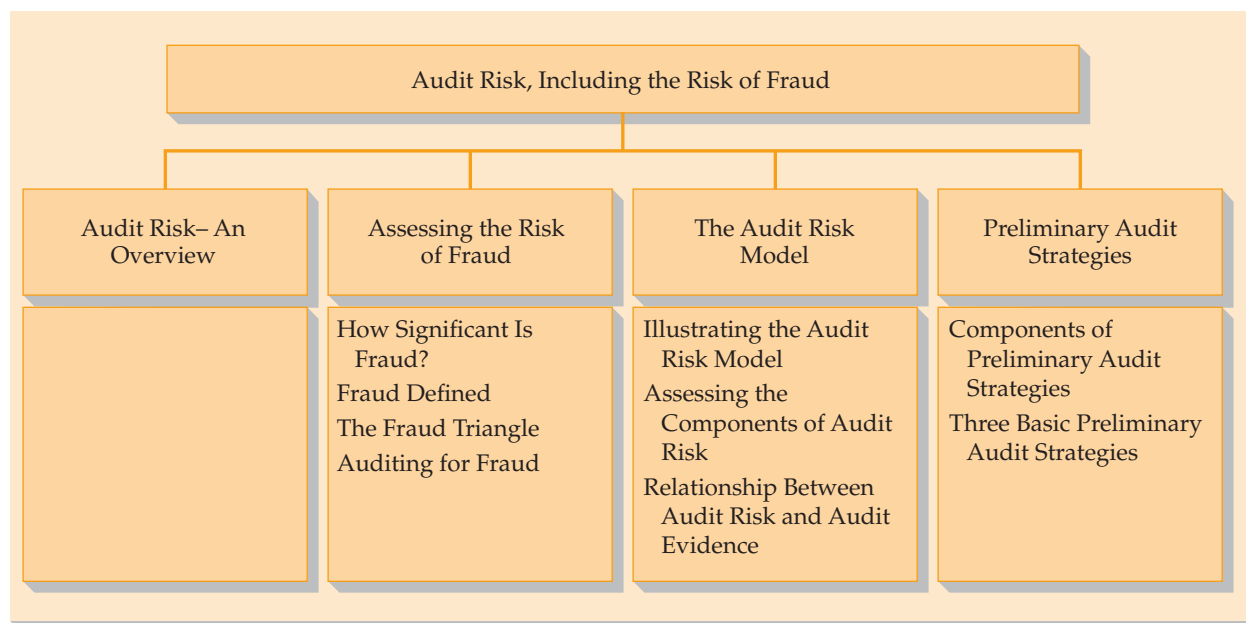 Audit Risk, Including the Risk of Fraud
Audit Risk– An
Overview
Assessing the Risk
of Fraud
The Audit Risk
Model
Preliminary Audit
Strategies
How Significant Is
Fraud?
Fraud Defined
The Fraud Triangle
Auditing for Fraud
Illustrating the Audit
Risk Model
Assessing the
Components of Audit
Risk
Relationship Between
Audit Risk and Audit
Evidence
Components of
Preliminary Audit
Strategies
Three Basic Preliminary
Audit Strategies